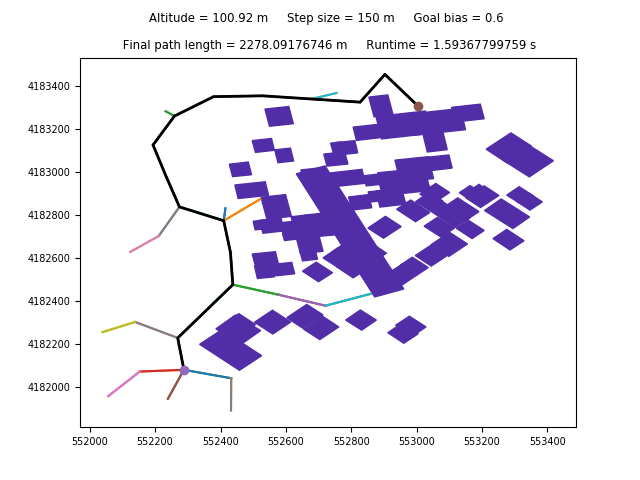 Altitude = 100.92 m     Step size = 150 m     Goal bias = 0.6
Final path length = 2278.09176746 m     Runtime = 1.59367799759 s
4183400
4183200
4183000
4182800
4182600
4182400
4182200
4182000
552000 552200 552400 552600 552800 553000 553200 553400